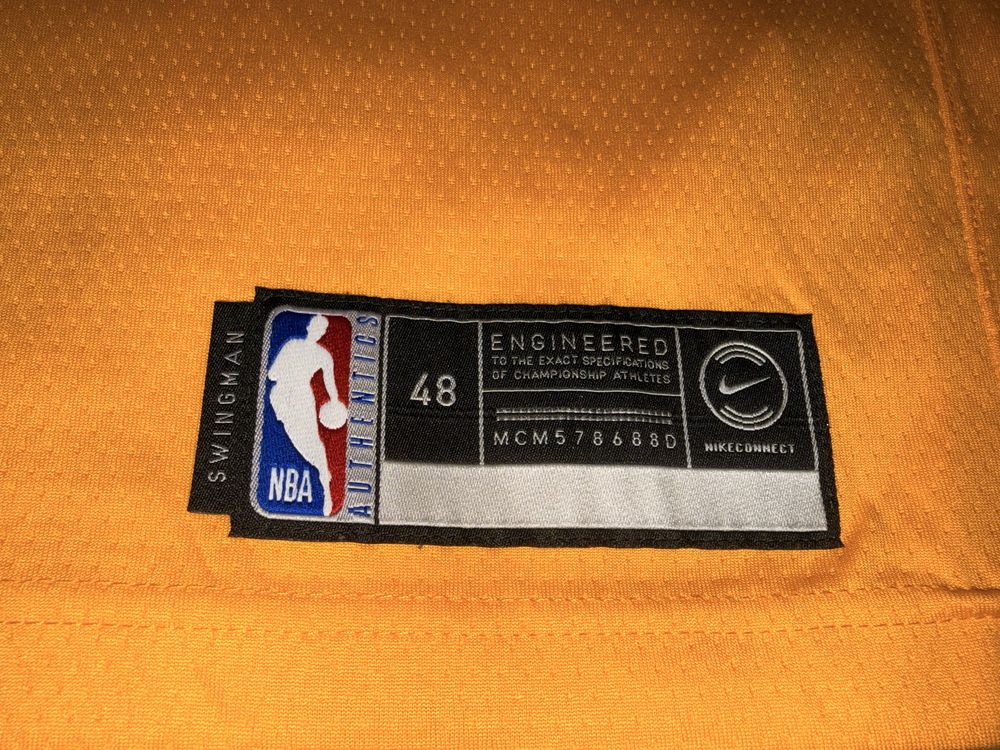 SWINGMAN
NBA
AUTHENTICS
48
ENGINEERED
TO THE EXACT SPECIFICATIONS
OF CHAMPIONSHIP ATHLETES
MCM578688D
NIKECONNECT